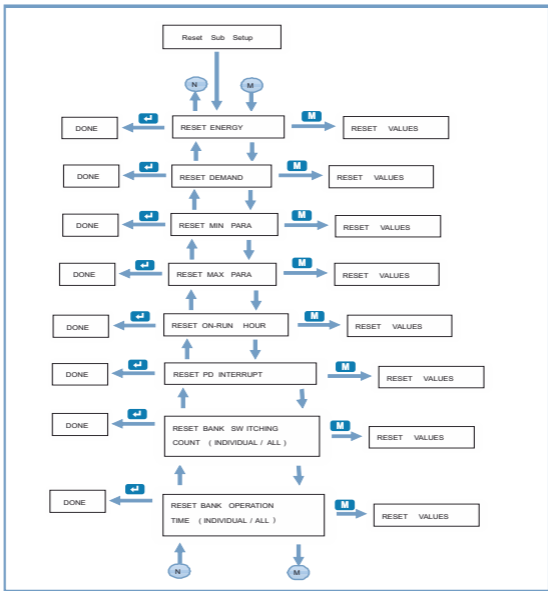 Reset Sub Setup
N M
M
DONE RESET ENERGY RESET VALUES
M
DONE RESET DEMAND RESET VALUES
M
DONE RESET MIN PARA RESET VALUES
M
DONE RESET MAX PARA RESET VALUES
M
DONE RESET ON-RUN HOUR RESET VALUES
M
DONE RESET PD INTERRUPT RESET VALUES
M
DONE RESET BANK SW ITCHING
COUNT ( INDIVIDUAL / ALL ) RESET VALUES
M
DONE RESET BANK OPERATION
TIME ( INDIVIDUAL / ALL ) RESET VALUES
N M